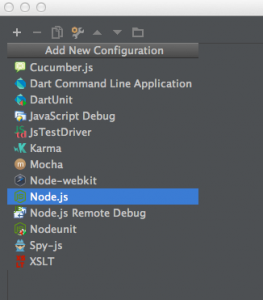 Add New Configuration
Cucumber.js
Dart Command Line Application
DartUnit
JavaScript Debug
JsTestDriver
Karma
Mocha
Node-webkit
Node.js
Node.js Remote Debug
Nodeunit
Spy-js
XSLT